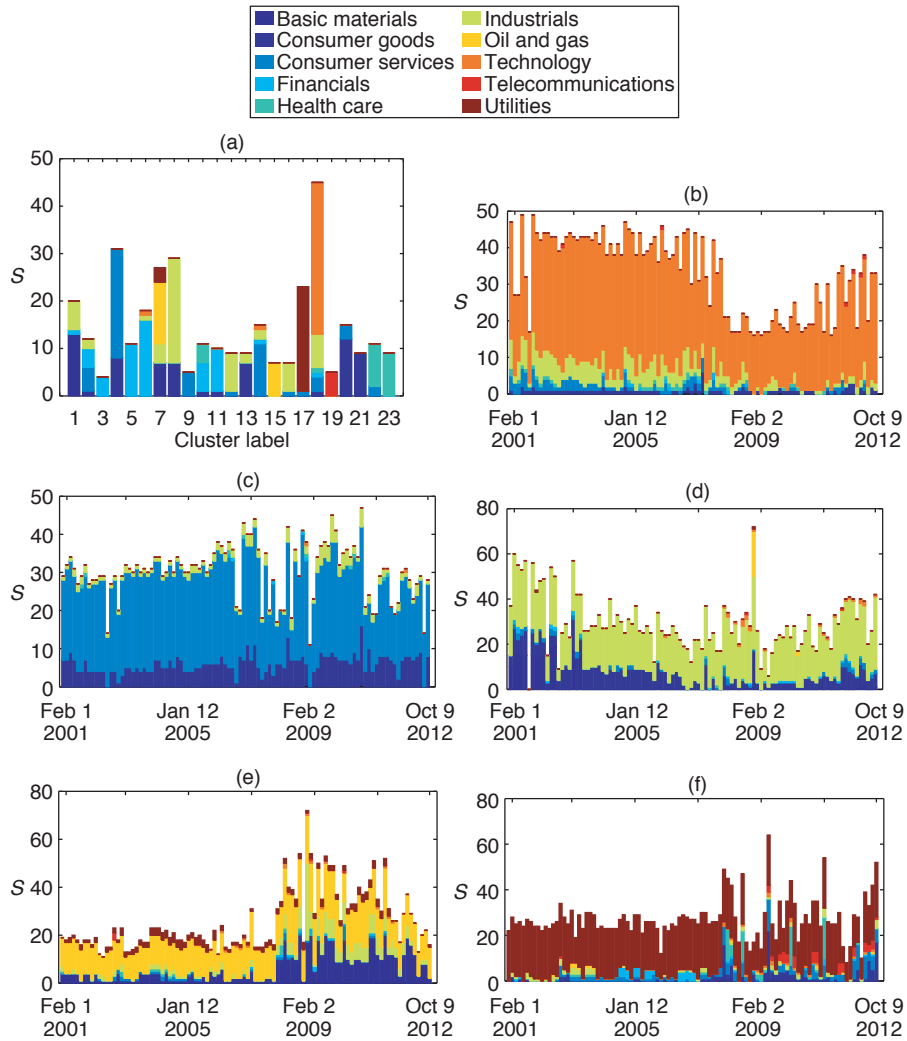 Basic materials
Consumer goods
Consumer services
Financials
Health care
Industrials
Oil and gas
Technology
Telecommunications
Utilities
(a)
50
40
30
20
10
0
S
1 3 4 5 7 9 11 13 15 17 19 21 23
Cluster label
(b)
50
40
30
20
10
0
S
Feb 1 Jan 12 Feb 2 Oct 9
2001 2005 2009 2012
(c)
50
40
30
20
10
0
S
Feb 1 Jan 12 Feb 2 Oct 9
2001 2005 2009 2012
(d)
80
60
40
20
0
S
Feb 1 Jan 12 Feb 2 Oct 9
2001 2005 2009 2012
(e)
80
60
40
20
0
S
Feb 1 Jan 12 Feb 2 Oct 9
2001 2005 2009 2012
(f)
80
60
40
20
0
S
Feb 1 Jan 12 Feb 2 Oct 9
2001 2005 2009 2012